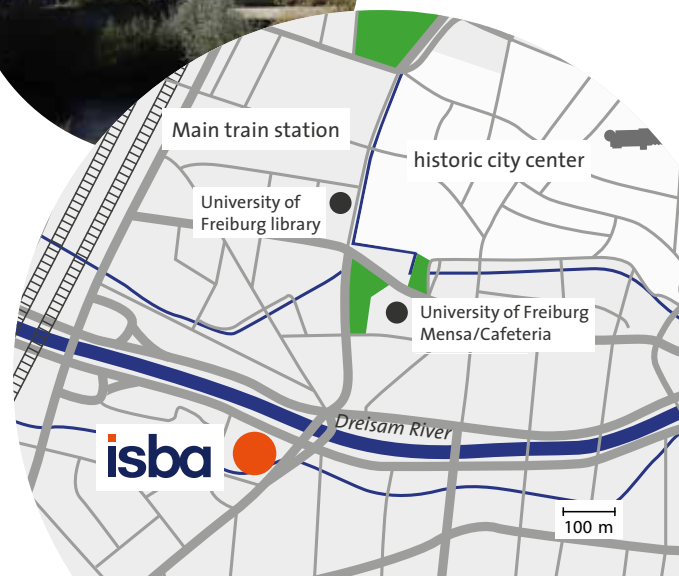 Main train station
historic city center
University of
Freiburg library
University of Freiburg
Mensa/Cafeteria
Dreisam River
isba
100 m